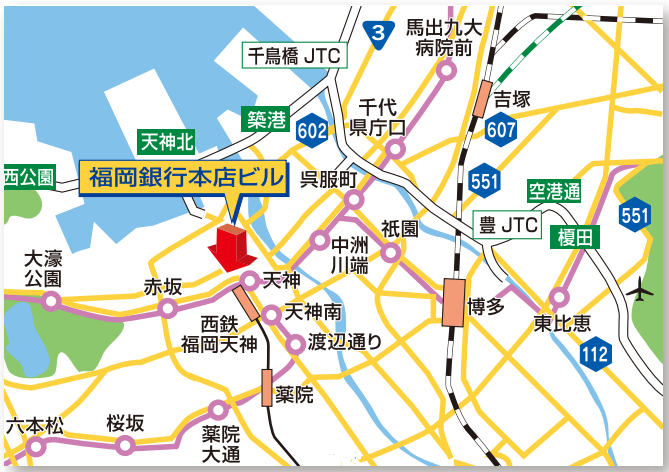 3
馬出九大
病院前
千鳥橋 JTC
吉塚
千代
県庁口
築港
602
607
天神北
西公園
福岡銀行本店ビル
呉服町
551
空港通
551
豊 JTC
榎田
祇園
中洲
川端
大濠
公園
赤坂
天神
西鉄
福岡天神
天神南
博多
東比恵
渡辺通り
112
薬院
六本松
桜坂
薬院
大通